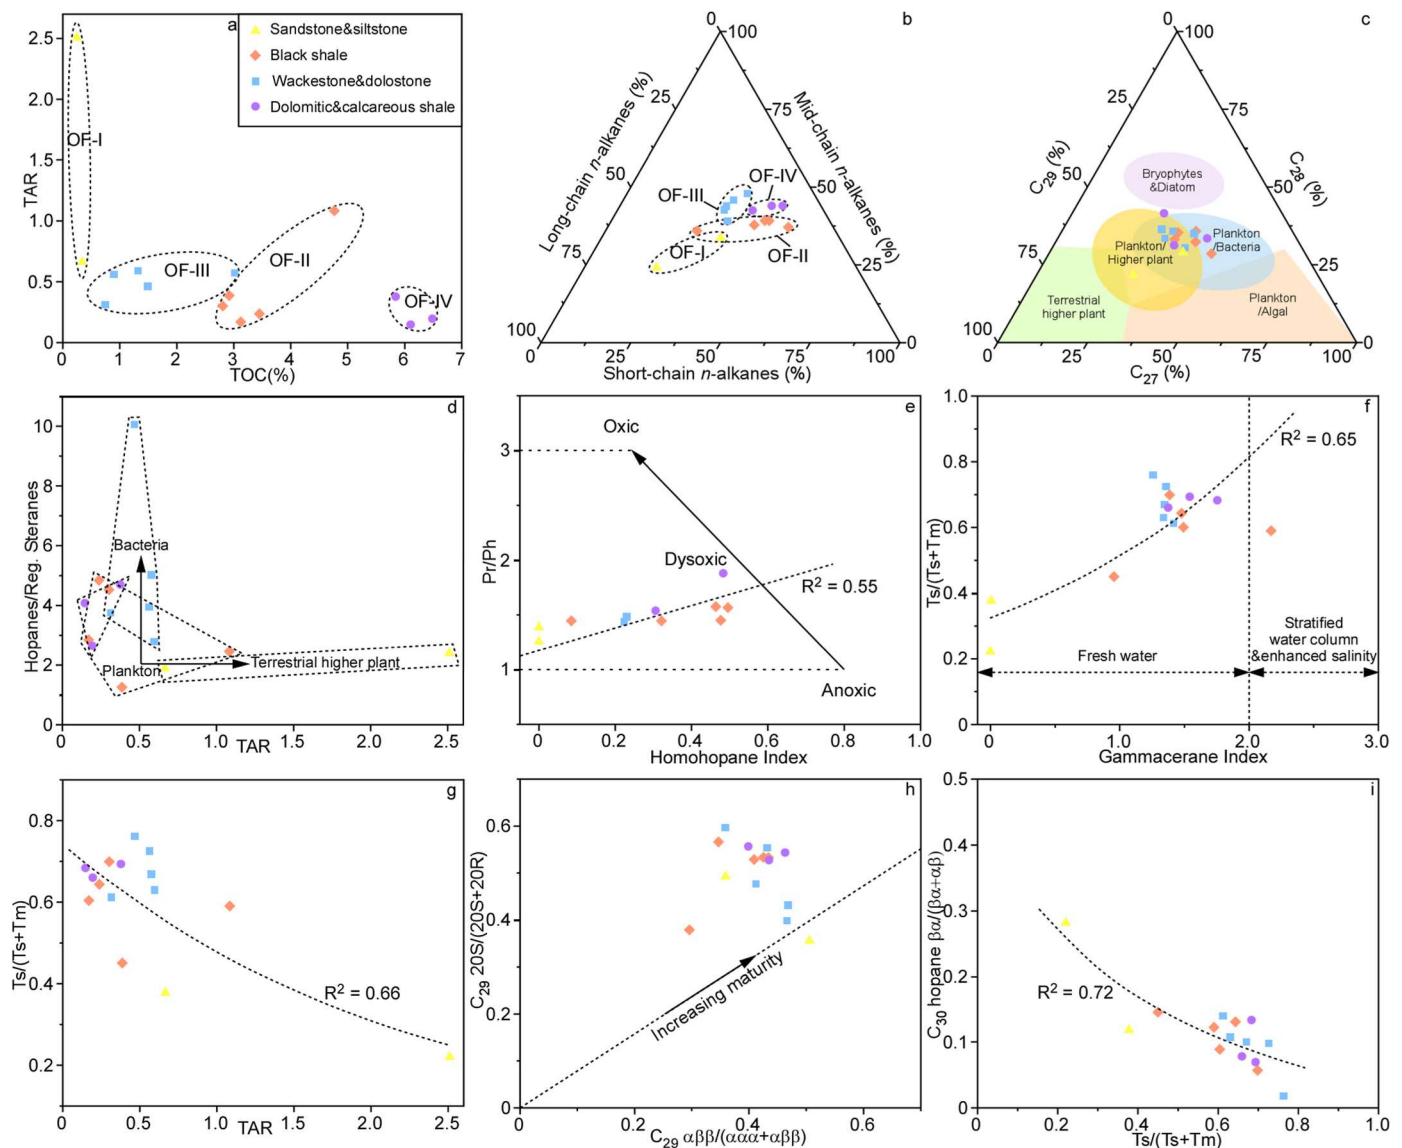 a
Sandstone&siltstone
Black shale
Wackestone&dolostone
Dolomitic&calcareous shale
OF-I
OF-III
OF-II
OF-IV
2.5
2.0
1.5
1.0
0.5
0
TAR
0 1 2 3 4 5 6 7
TOC(%)
b
0
100
25
75
50
50
75
25
100
0
Long-chain n-alkanes (%)
Mid-chain n-alkanes (%)
OF-III
OF-IV
OF-I
OF-II
0 25 50 75 100
Short-chain n-alkanes (%)
c
0
100
25
75
50
50
75
25
100
0
C29 (%)
C28 (%)
Bryophytes
&Diatom
Plankton/
Higher plant
Plankton
/Bacteria
Terrestrial
higher plant
Plankton
/Algal
0 25 50 75 100
C27 (%)
d
10
8
6
4
2
0
Hopanes/Reg. Steranes
Bacteria
Plankton
Terrestrial higher plant
0 0.5 1.0 1.5 2.0 2.5
TAR
e
Oxic
3
2
1
Pr/Ph
Dysoxic
R² = 0.55
Anoxic
0 0.2 0.4 0.6 0.8 1.0
Homohopane Index
f
1.0
0.8
0.6
0.4
0.2
0
Ts/(Ts+Tm)
R² = 0.65
Fresh water
Stratified
water column
&enhanced salinity
0 1.0 2.0 3.0
Gammacerane Index
g
0.8
0.6
0.4
0.2
Ts/(Ts+Tm)
R² = 0.66
0 0.5 1.0 1.5 2.0 2.5
TAR
h
0.6
0.4
0.2
0
C29 20S/(20S+20R)
Increasing maturity
0 0.2 0.4 0.6
C29 αββ/(ααα+αββ)
i
0.5
0.4
0.3
0.2
0.1
0
C30 hopane βα/(βα+αβ)
R² = 0.72
0 0.2 0.4 0.6 0.8 1.0
Ts/(Ts+Tm)